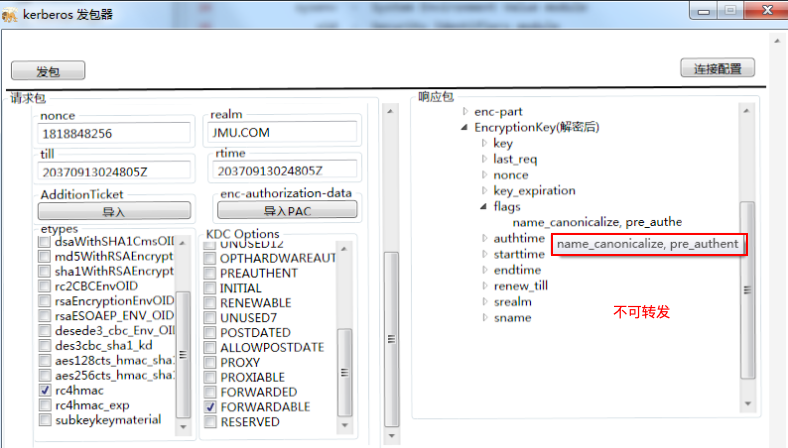 kerberos 发包器
发包
连接配置
请求包
nonce
realm
1818848256
JMU.COM
till
rtime
20370913024805Z
20370913024805Z
AdditionTicket
enc-authorization-data
导入
导入PAC
etypes
dsaWithSHA1CmsOID
md5WithRSAEncrypt
sha1WithRSAEncrypt
rc2CBCEnvOID
rsaEncryptionEnvOID
rsaESOAEP_ENV_OID
desede3_cbc_Env_OID
des3cbc_sha1_kd
aes128cts_hmac_sha1
aes256cts_hmac_sha1
rc4hmac
rc4hmac_exp
subkeykeymaterial
KDC Options
UNUSED12
OPTHARDWAREAUT
PREAUTHENT
INITIAL
RENEWABLE
UNUSED7
POSTDATED
ALLOWPOSTDATE
PROXY
PROXIABLE
FORWARDED
FORWARDABLE
RESERVED
响应包
enc-part
EncryptionKey(解密后)
key
last_req
nonce
key_expiration
flags
name_canonicalize, pre_authe
authtime
name_canonicalize, pre_authent
starttime
endtime
renew_till
srealm
sname
不可转发